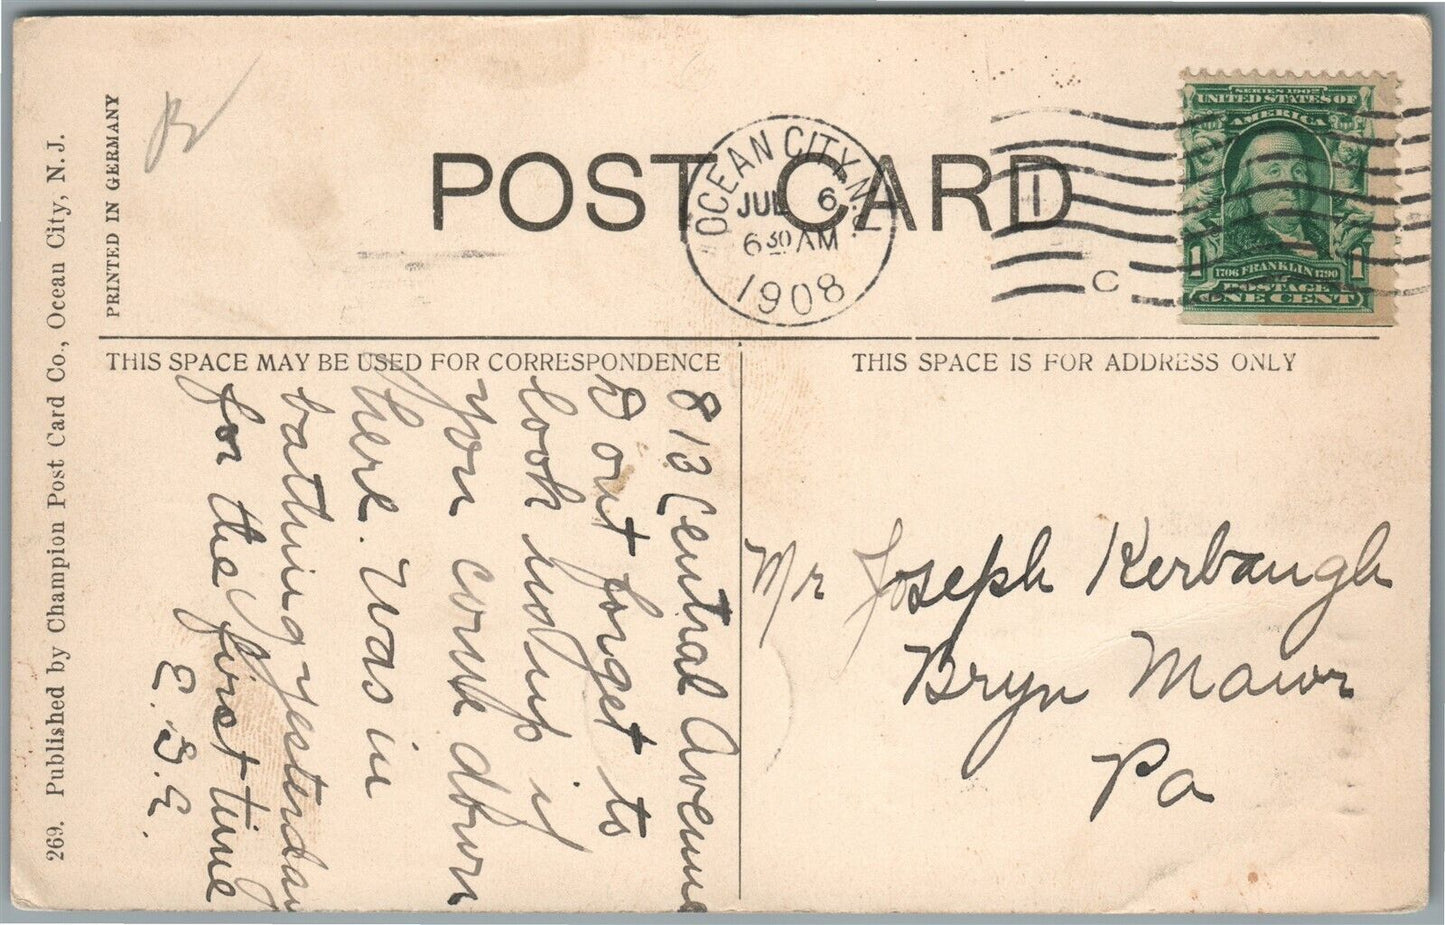 POST CARD
PRINTED IN GERMANY
269. Published by Champion Post Card Co., Ocean City, N. J.
OCEAN CITY, N.J.
JUL 6
6 30 AM
1908
C
SERIES 1902
UNITED STATES OF
AMERICA
1706 FRANKLIN 1790
1 1
POSTAGE
ONE CENT
THIS SPACE MAY BE USED FOR CORRESPONDENCE
THIS SPACE IS FOR ADDRESS ONLY
813 Central Avenue
Dont forget to
look us up if
you come down
here. Was in
bathing yesterday
for the first time
E. G.
Mr Joseph Kerbaugh
Bryn Mawr
Pa